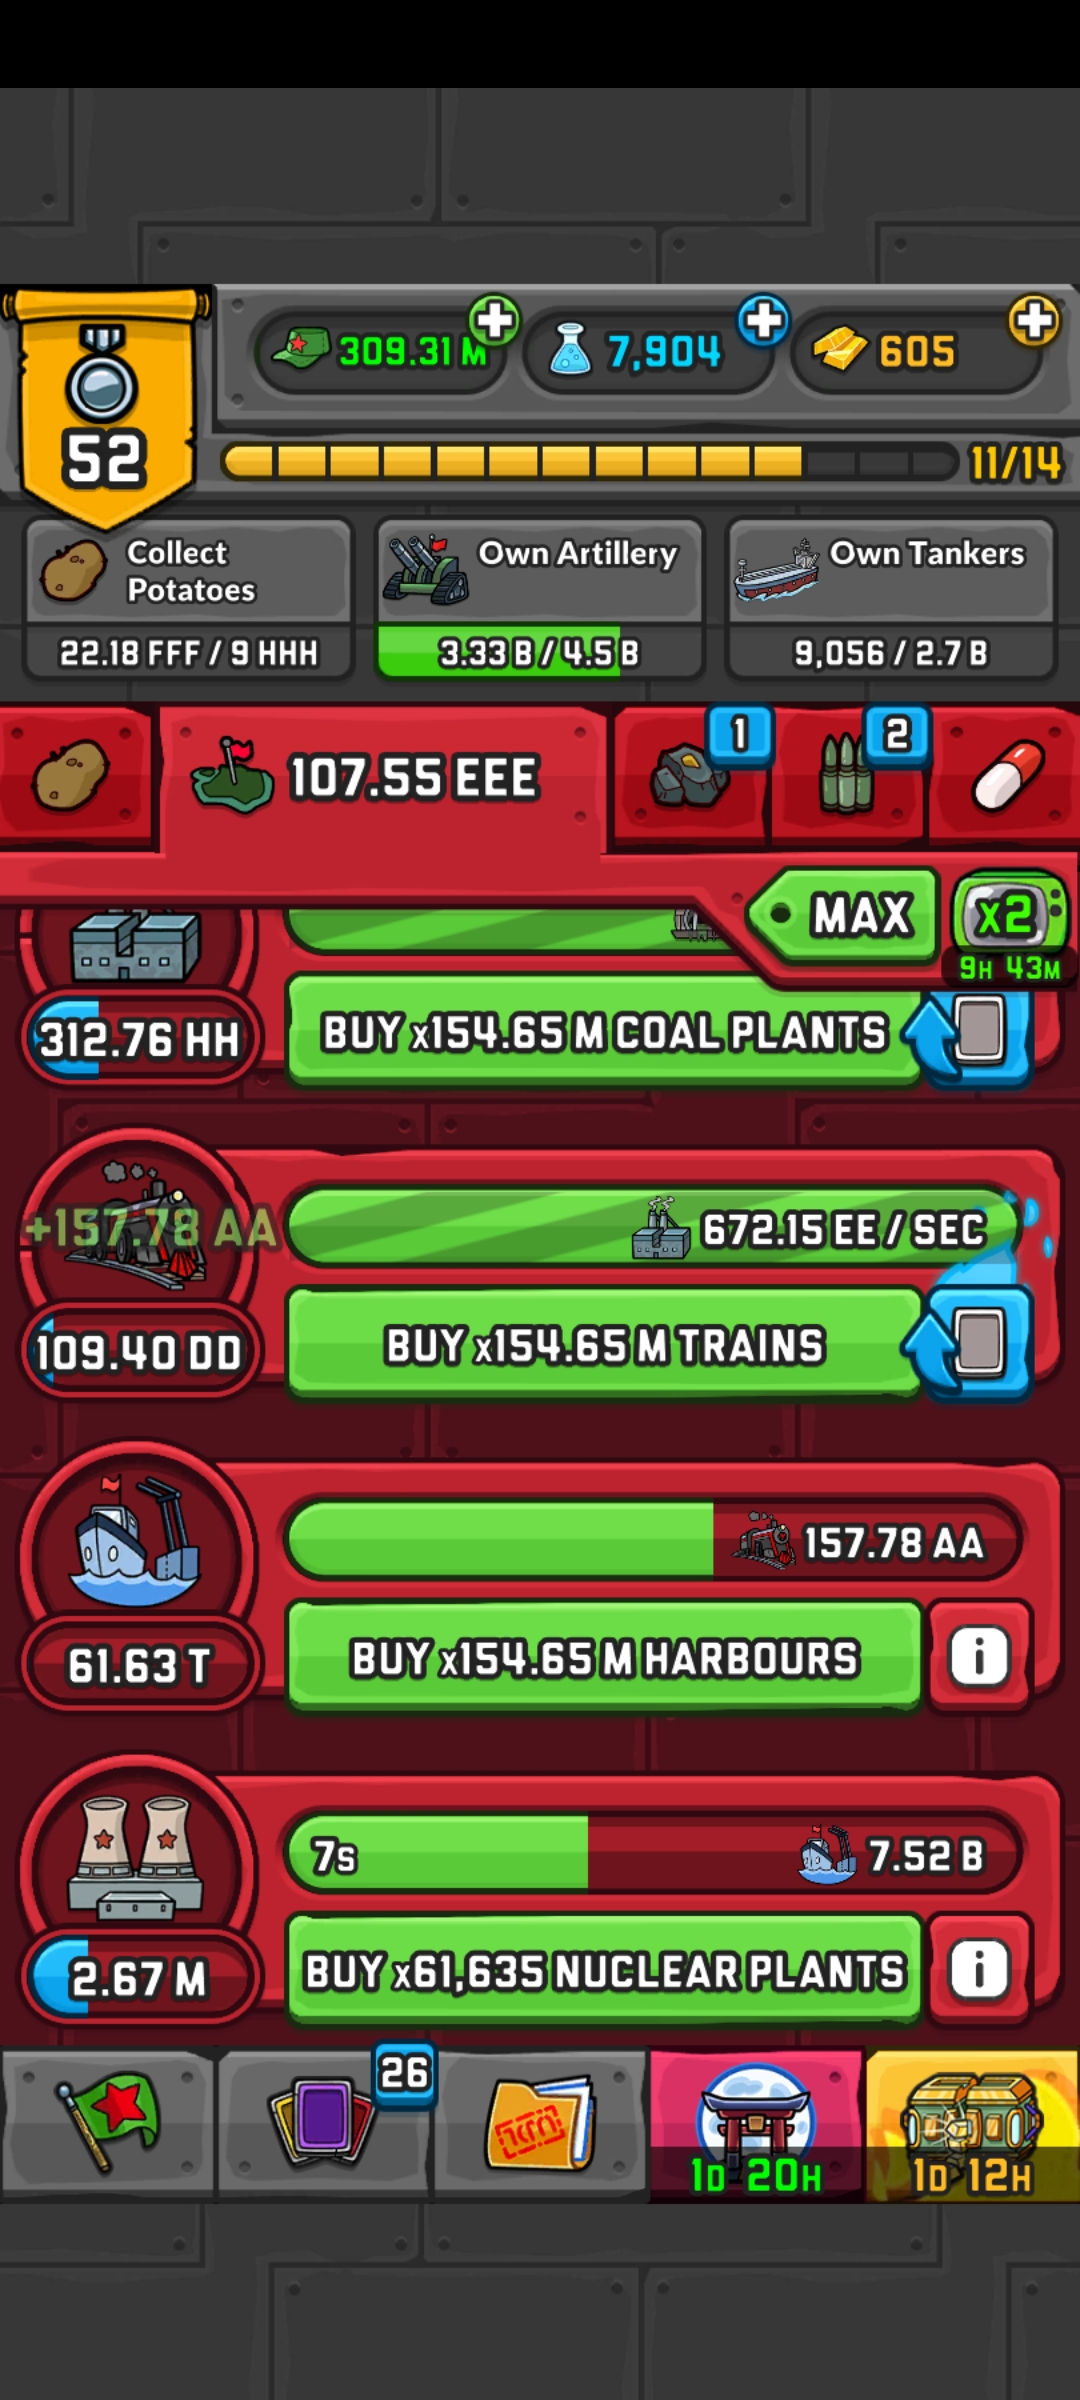 309.31 M
7,904
605
52
11/14
Collect
Potatoes
22.18 FFF / 9 HHH
Own Artillery
3.33 B / 4.5 B
Own Tankers
9,056 / 2.7 B
107.55 EEE
1
2
MAX
x2
9H 43M
312.76 HH
BUY x154.65 M COAL PLANTS
+157.78 AA
672.15 EE / SEC
109.40 DD
BUY x154.65 M TRAINS
157.78 AA
61.63 T
BUY x154.65 M HARBOURS
i
7s
7.52 B
2.67 M
BUY x61,635 NUCLEAR PLANTS
i
26
1D 20H
1D 12H